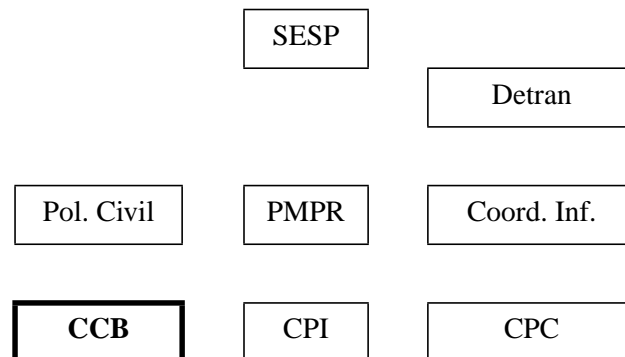 SESP
Detran
Pol. Civil
PMPR
Coord. Inf.
CCB
CPI
CPC